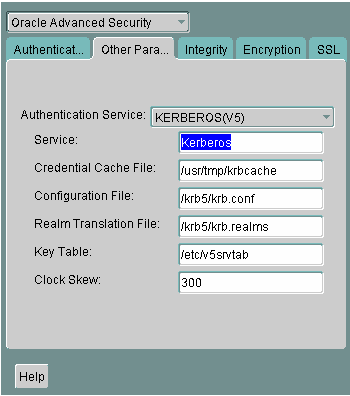 Oracle Advanced Security
Authenticat... Other Para... Integrity Encryption SSL
Authentication Service: KERBEROS(V5)
Service: Kerberos
Credential Cache File: /usr/tmp/krbcache
Configuration File: /krb5/krb.conf
Realm Translation File: /krb5/krb.realms
Key Table: /etc/v5srvtab
Clock Skew: 300
Help